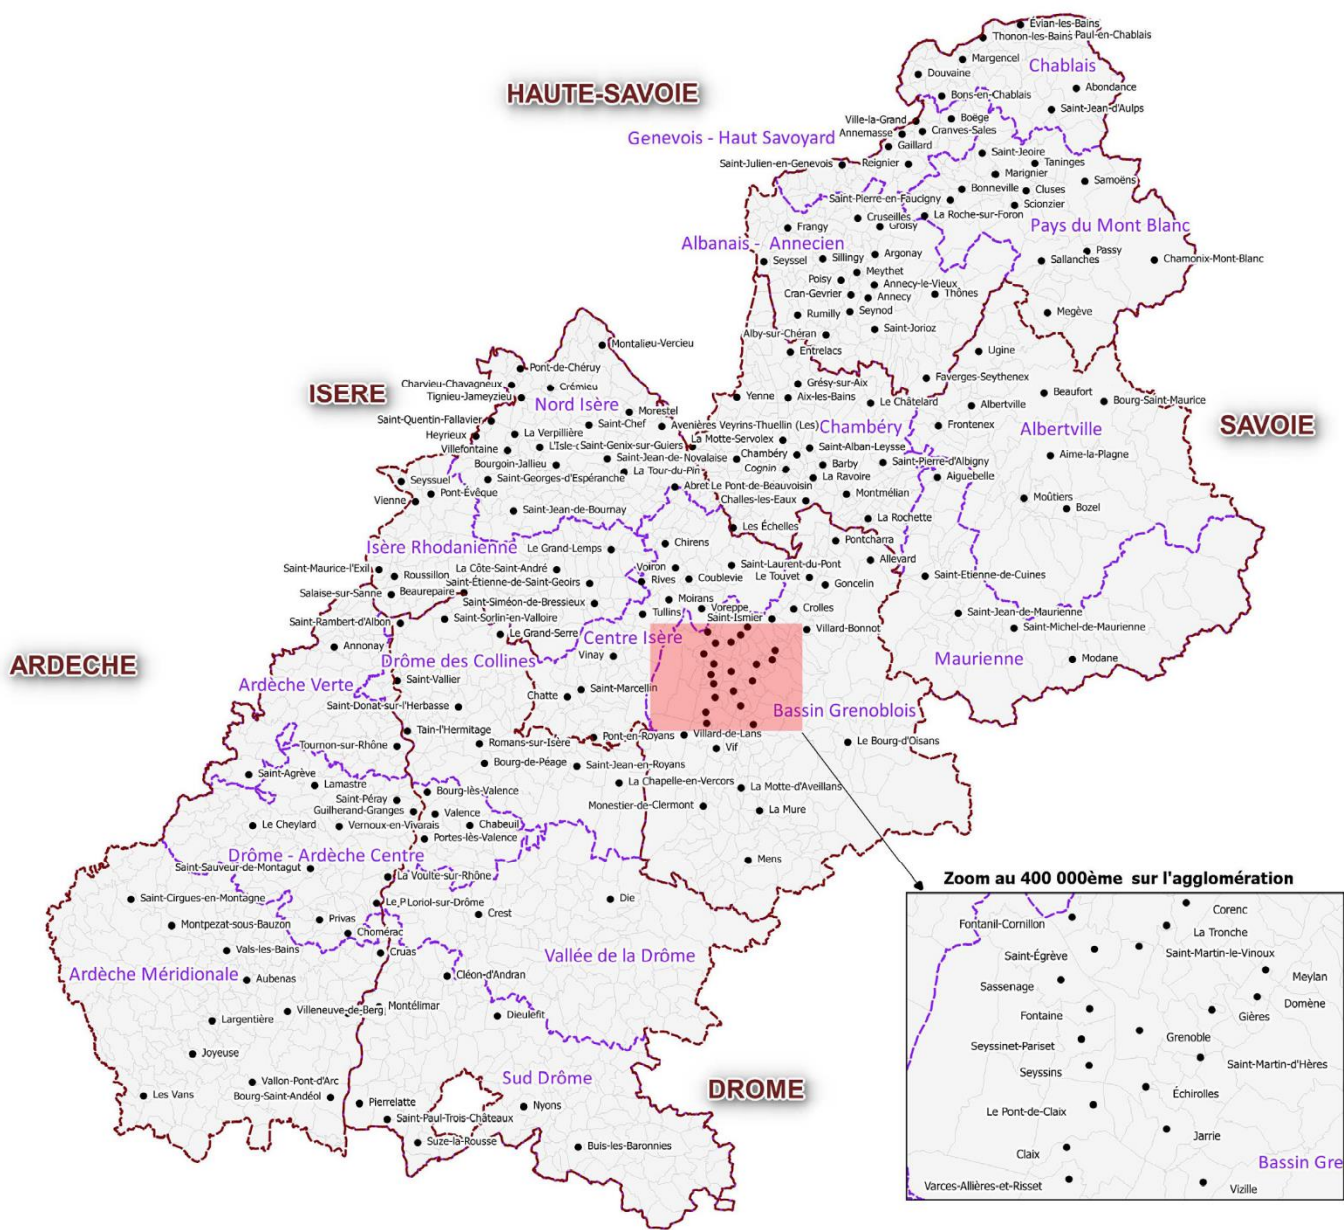 Évian-les-Bains
Thonon-les-Bains
Paul-en-Chablais
Margencel
Chablais
Douvaine
HAUTE-SAVOIE
Abondance
Bons-en-Chablais
Saint-Jean-d'Aulps
Ville-la-Grand
Boëge
Genevois - Haut Savoyard
Annemasse
Cranves-Sales
Gaillard
Saint-Jeoire
Saint-Julien-en-Genevois
Reignier
Taninges
Marignier
Samoëns
Bonneville
Cluses
Saint-Pierre-en-Faucigny
Scionzier
Cruseilles
La Roche-sur-Foron
Groisy
Frangy
Pays du Mont Blanc
Albanais - Annecien
Passy
Seyssel
Sillingy
Argonay
Sallanches
Chamonix-Mont-Blanc
Meythet
Poisy
Annecy-le-Vieux
Cran-Gevrier
Annecy
Thônes
Rumilly
Seynod
Megève
Alby-sur-Chéran
Saint-Jorioz
Montalieu-Vercieu
Entrelacs
Ugine
Pont-de-Chéruy
Charvieu-Chavagneux
Crémieu
Grésy-sur-Aix
Faverges-Seythenex
ISERE
Tignieu-Jameyzieu
Yenne
Aix-les-Bains
Le Châtelard
Beaufort
Nord Isère
Morestel
Albertville
Bourg-Saint-Maurice
Saint-Quentin-Fallavier
Saint-Chef
Avenières Veyrins-Thuellin (Les)
Chambéry
Frontenex
Albertville
SAVOIE
Heyrieux
La Verpillière
La Motte-Servolex
Villefontaine
L'Isle-
Saint-Genix-sur-Guiers
Saint-Alban-Leysse
Chambéry
Aime-la-Plagne
Bourgoin-Jallieu
Saint-Jean-de-Novalaise
Cognin
Barby
Saint-Pierre-d'Albigny
La Tour-du-Pin
La Ravoire
Aiguebelle
Seyssuel
Saint-Georges-d'Espéranche
Abret
Le Pont-de-Beauvoisin
Pont-Évêque
Montmélian
Moûtiers
Vienne
Challes-les-Eaux
Bozel
Saint-Jean-de-Bournay
La Rochette
Les Échelles
Isère Rhodanienne
Le Grand-Lemps
Chirens
Pontcharra
Allevard
Saint-Maurice-l'Exil
La Côte-Saint-André
Voiron
Saint-Laurent-du-Pont
Roussillon
Saint-Étienne-de-Saint-Geoirs
Rives
Coublevie
Le Touvet
Goncelin
Saint-Etienne-de-Cuines
Salaise-sur-Sanne
Beaurepaire
Saint-Siméon-de-Bressieux
Moirans
Voreppe
Crolles
Saint-Jean-de-Maurienne
Saint-Rambert-d'Albon
Saint-Sorlin-en-Valloire
Tullins
Saint-Ismier
Villard-Bonnot
Saint-Michel-de-Maurienne
Le Grand-Serre
Centre Isère
Annonay
Vinay
Maurienne
Modane
ARDECHE
Drôme des Collines
Ardèche Verte
Saint-Vallier
Saint-Marcellin
Chatte
Saint-Donat-sur-l'Herbasse
Bassin Grenoblois
Tain-l'Hermitage
Pont-en-Royans
Villard-de-Lans
Tournon-sur-Rhône
Romans-sur-Isère
Vif
Le Bourg-d'Oisans
Bourg-de-Péage
Saint-Jean-en-Royans
Saint-Agrève
Lamastre
La Chapelle-en-Vercors
La Motte-d'Aveillans
Bourg-lès-Valence
Saint-Péray
Monestier-de-Clermont
La Mure
Guilherand-Granges
Valence
Le Cheylard
Vernoux-en-Vivarais
Chabeuil
Portes-lès-Valence
Drôme - Ardèche Centre
Mens
Saint-Sauveur-de-Montagut
La Voulte-sur-Rhône
Saint-Cirgues-en-Montagne
Le P
Loriol-sur-Drôme
Crest
Die
Privas
Montpezat-sous-Bauzon
Chomérac
Vals-les-Bains
Cruas
Vallée de la Drôme
Ardèche Méridionale
Aubenas
Cléon-d'Andran
Villeneuve-de-Berg
Montélimar
Largentière
Dieulefit
Joyeuse
Sud Drôme
Vallon-Pont-d'Arc
Les Vans
Bourg-Saint-Andéol
Pierrelatte
DROME
Nyons
Saint-Paul-Trois-Châteaux
Suze-la-Rousse
Buis-les-Baronnies
Zoom au 400 000ème sur l'agglomération
Corenc
Fontanil-Cornillon
La Tronche
Saint-Égrève
Saint-Martin-le-Vinoux
Meylan
Sassenage
Domène
Fontaine
Gières
Grenoble
Seyssinet-Pariset
Saint-Martin-d'Hères
Seyssins
Échirolles
Le Pont-de-Claix
Jarrie
Claix
Bassin Gre
Varces-Allières-et-Risset
Vizille